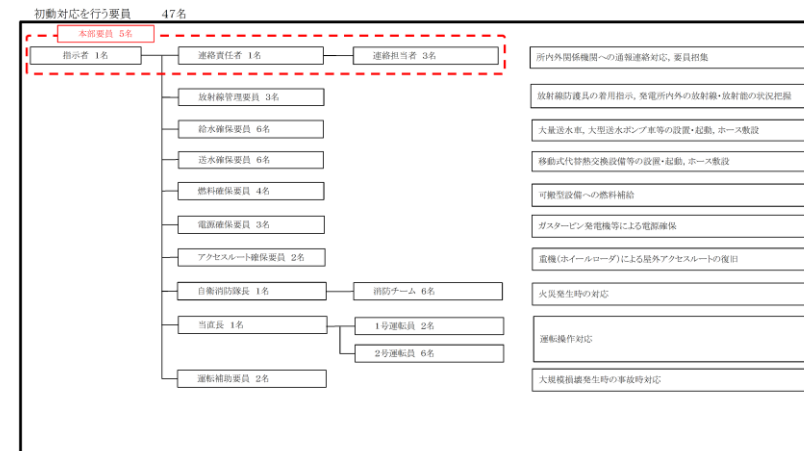 初動対応を行う要員　47名
本部要員 5名
指示者 1名　連絡責任者 1名　連絡担当者 3名　所内外関係機関への通報連絡対応, 要員招集
放射線管理要員 3名　放射線防護具の着用指示, 発電所内外の放射線・放射能の状況把握
給水確保要員 6名　大量送水車, 大型送水ポンプ車等の設置・起動, ホース敷設
送水確保要員 6名　移動式代替熱交換設備等の設置・起動, ホース敷設
燃料確保要員 4名　可搬型設備への燃料補給
電源確保要員 3名　ガスタービン発電機等による電源確保
アクセスルート確保要員 2名　重機(ホイールローダ)による屋外アクセスルートの復旧
自衛消防隊長 1名　消防チーム 6名　火災発生時の対応
当直長 1名　1号運転員 2名
2号運転員 6名　運転操作対応
運転補助要員 2名　大規模損壊発生時の事故時対応